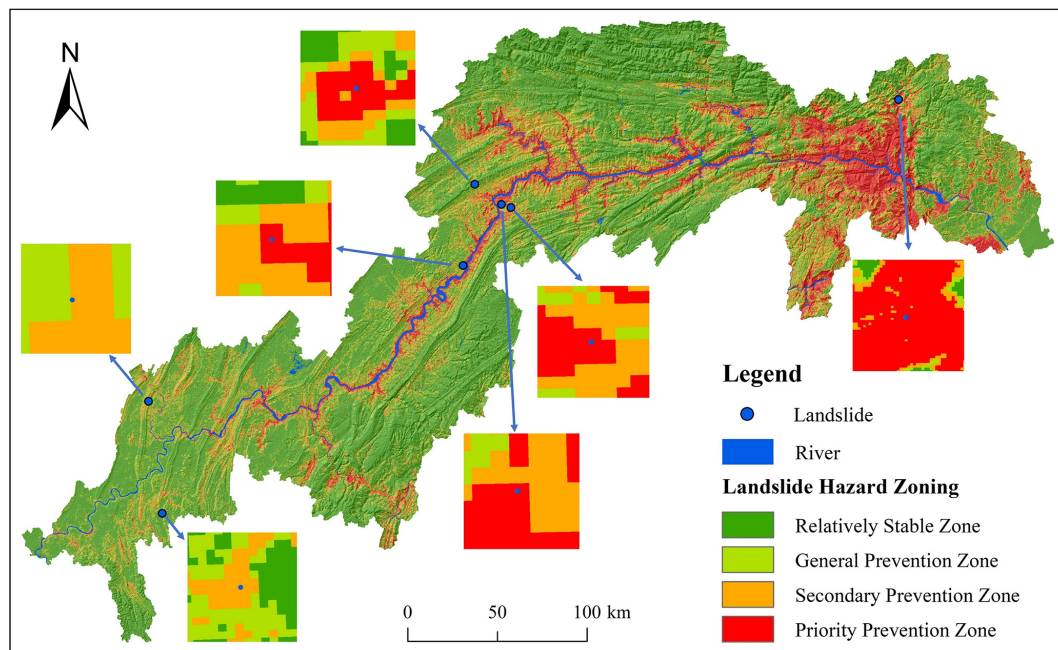 N
Legend
Landslide
River
Landslide Hazard Zoning
Relatively Stable Zone
General Prevention Zone
Secondary Prevention Zone
Priority Prevention Zone
0 50 100 km